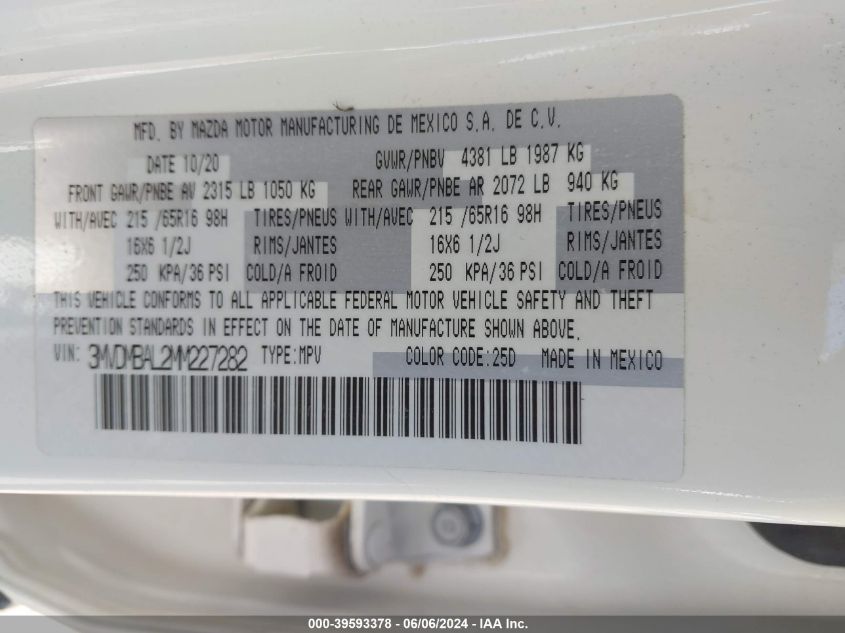 MFD. BY MAZDA MOTOR MANUFACTURING DE MEXICO S.A. DE C.V.
DATE 10/20 GVWR/PNBV 4381 LB 1987 KG
FRONT GAWR/PNBE AV 2315 LB 1050 KG REAR GAWR/PNBE AR 2072 LB 940 KG
WITH/AVEC 215 /65R16 98H TIRES/PNEUS WITH/AVEC 215 /65R16 98H TIRES/PNEUS
16X6 1/2J RIMS/JANTES 16X6 1/2J RIMS/JANTES
250 KPA/36 PSI COLD/A FROID 250 KPA/36 PSI COLD/A FROID
THIS VEHICLE CONFORMS TO ALL APPLICABLE FEDERAL MOTOR VEHICLE SAFETY AND THEFT
PREVENTION STANDARDS IN EFFECT ON THE DATE OF MANUFACTURE SHOWN ABOVE.
VIN: 3MVDMBAL2MM227282 TYPE:MPV COLOR CODE:25D MADE IN MEXICO
000-39593378 - 06/06/2024 - IAA Inc.